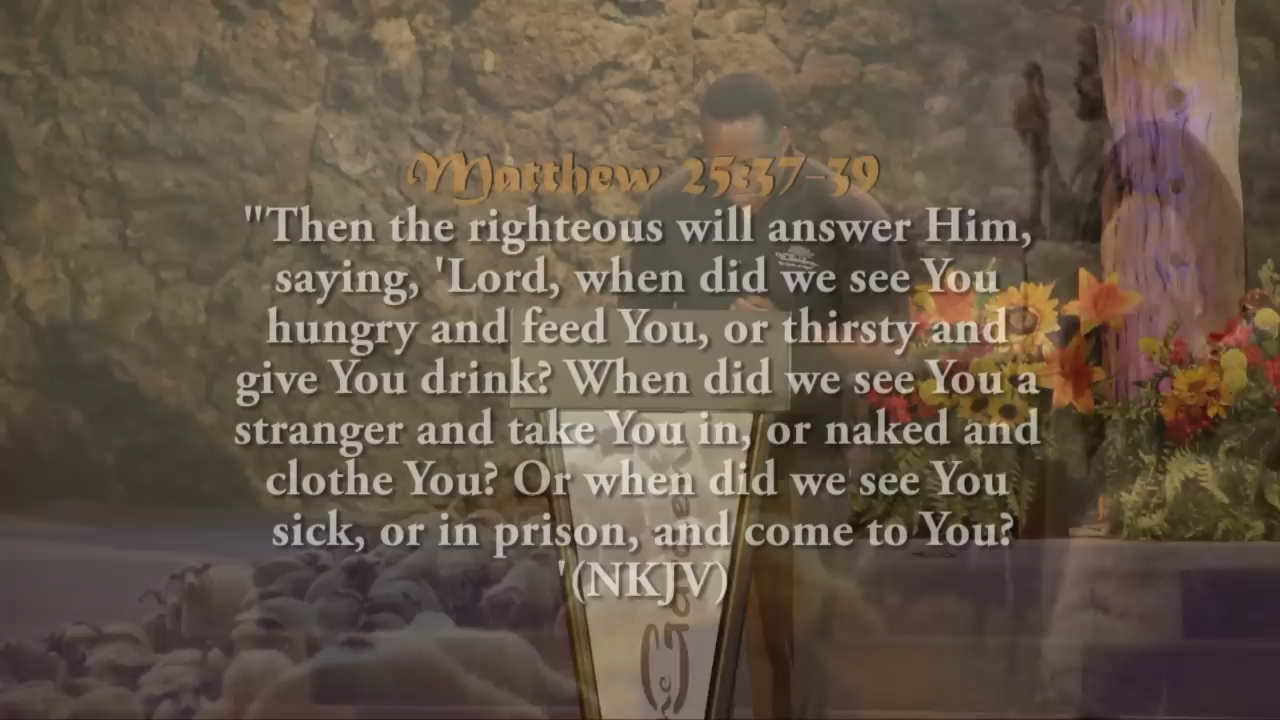 Matthew 25:37-39
"Then the righteous will answer Him,
saying, 'Lord, when did we see You
hungry and feed You, or thirsty and
give You drink? When did we see You a
stranger and take You in, or naked and
clothe You? Or when did we see You
sick, or in prison, and come to You?
'(NKJV)